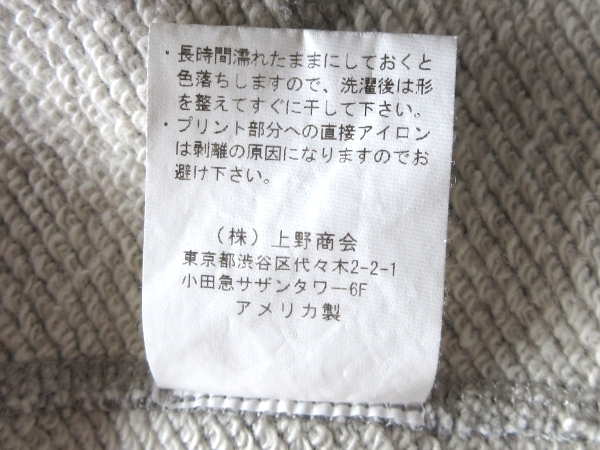 ・長時間濡れたままにしておくと
色落ちしますので、洗濯後は形
を整えてすぐに干して下さい。
・プリント部分への直接アイロン
は剥離の原因になりますのでお
避け下さい。
（株）上野商会
東京都渋谷区代々木2-2-1
小田急サザンタワー6F
アメリカ製